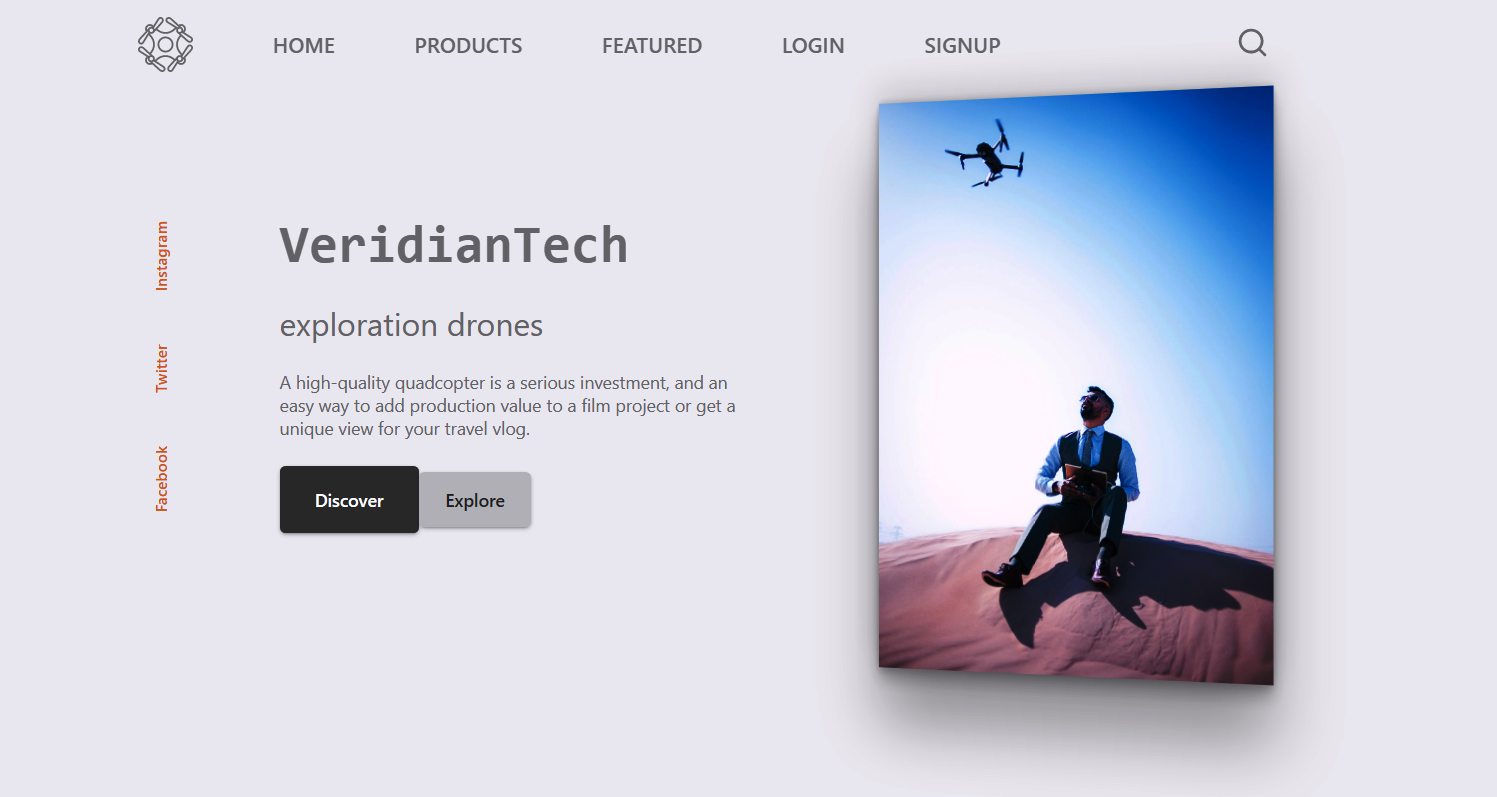 HOME PRODUCTS FEATURED LOGIN SIGNUP
Instagram
Twitter
Facebook
VeridianTech
exploration drones
A high-quality quadcopter is a serious investment, and an
easy way to add production value to a film project or get a
unique view for your travel vlog.
Discover Explore